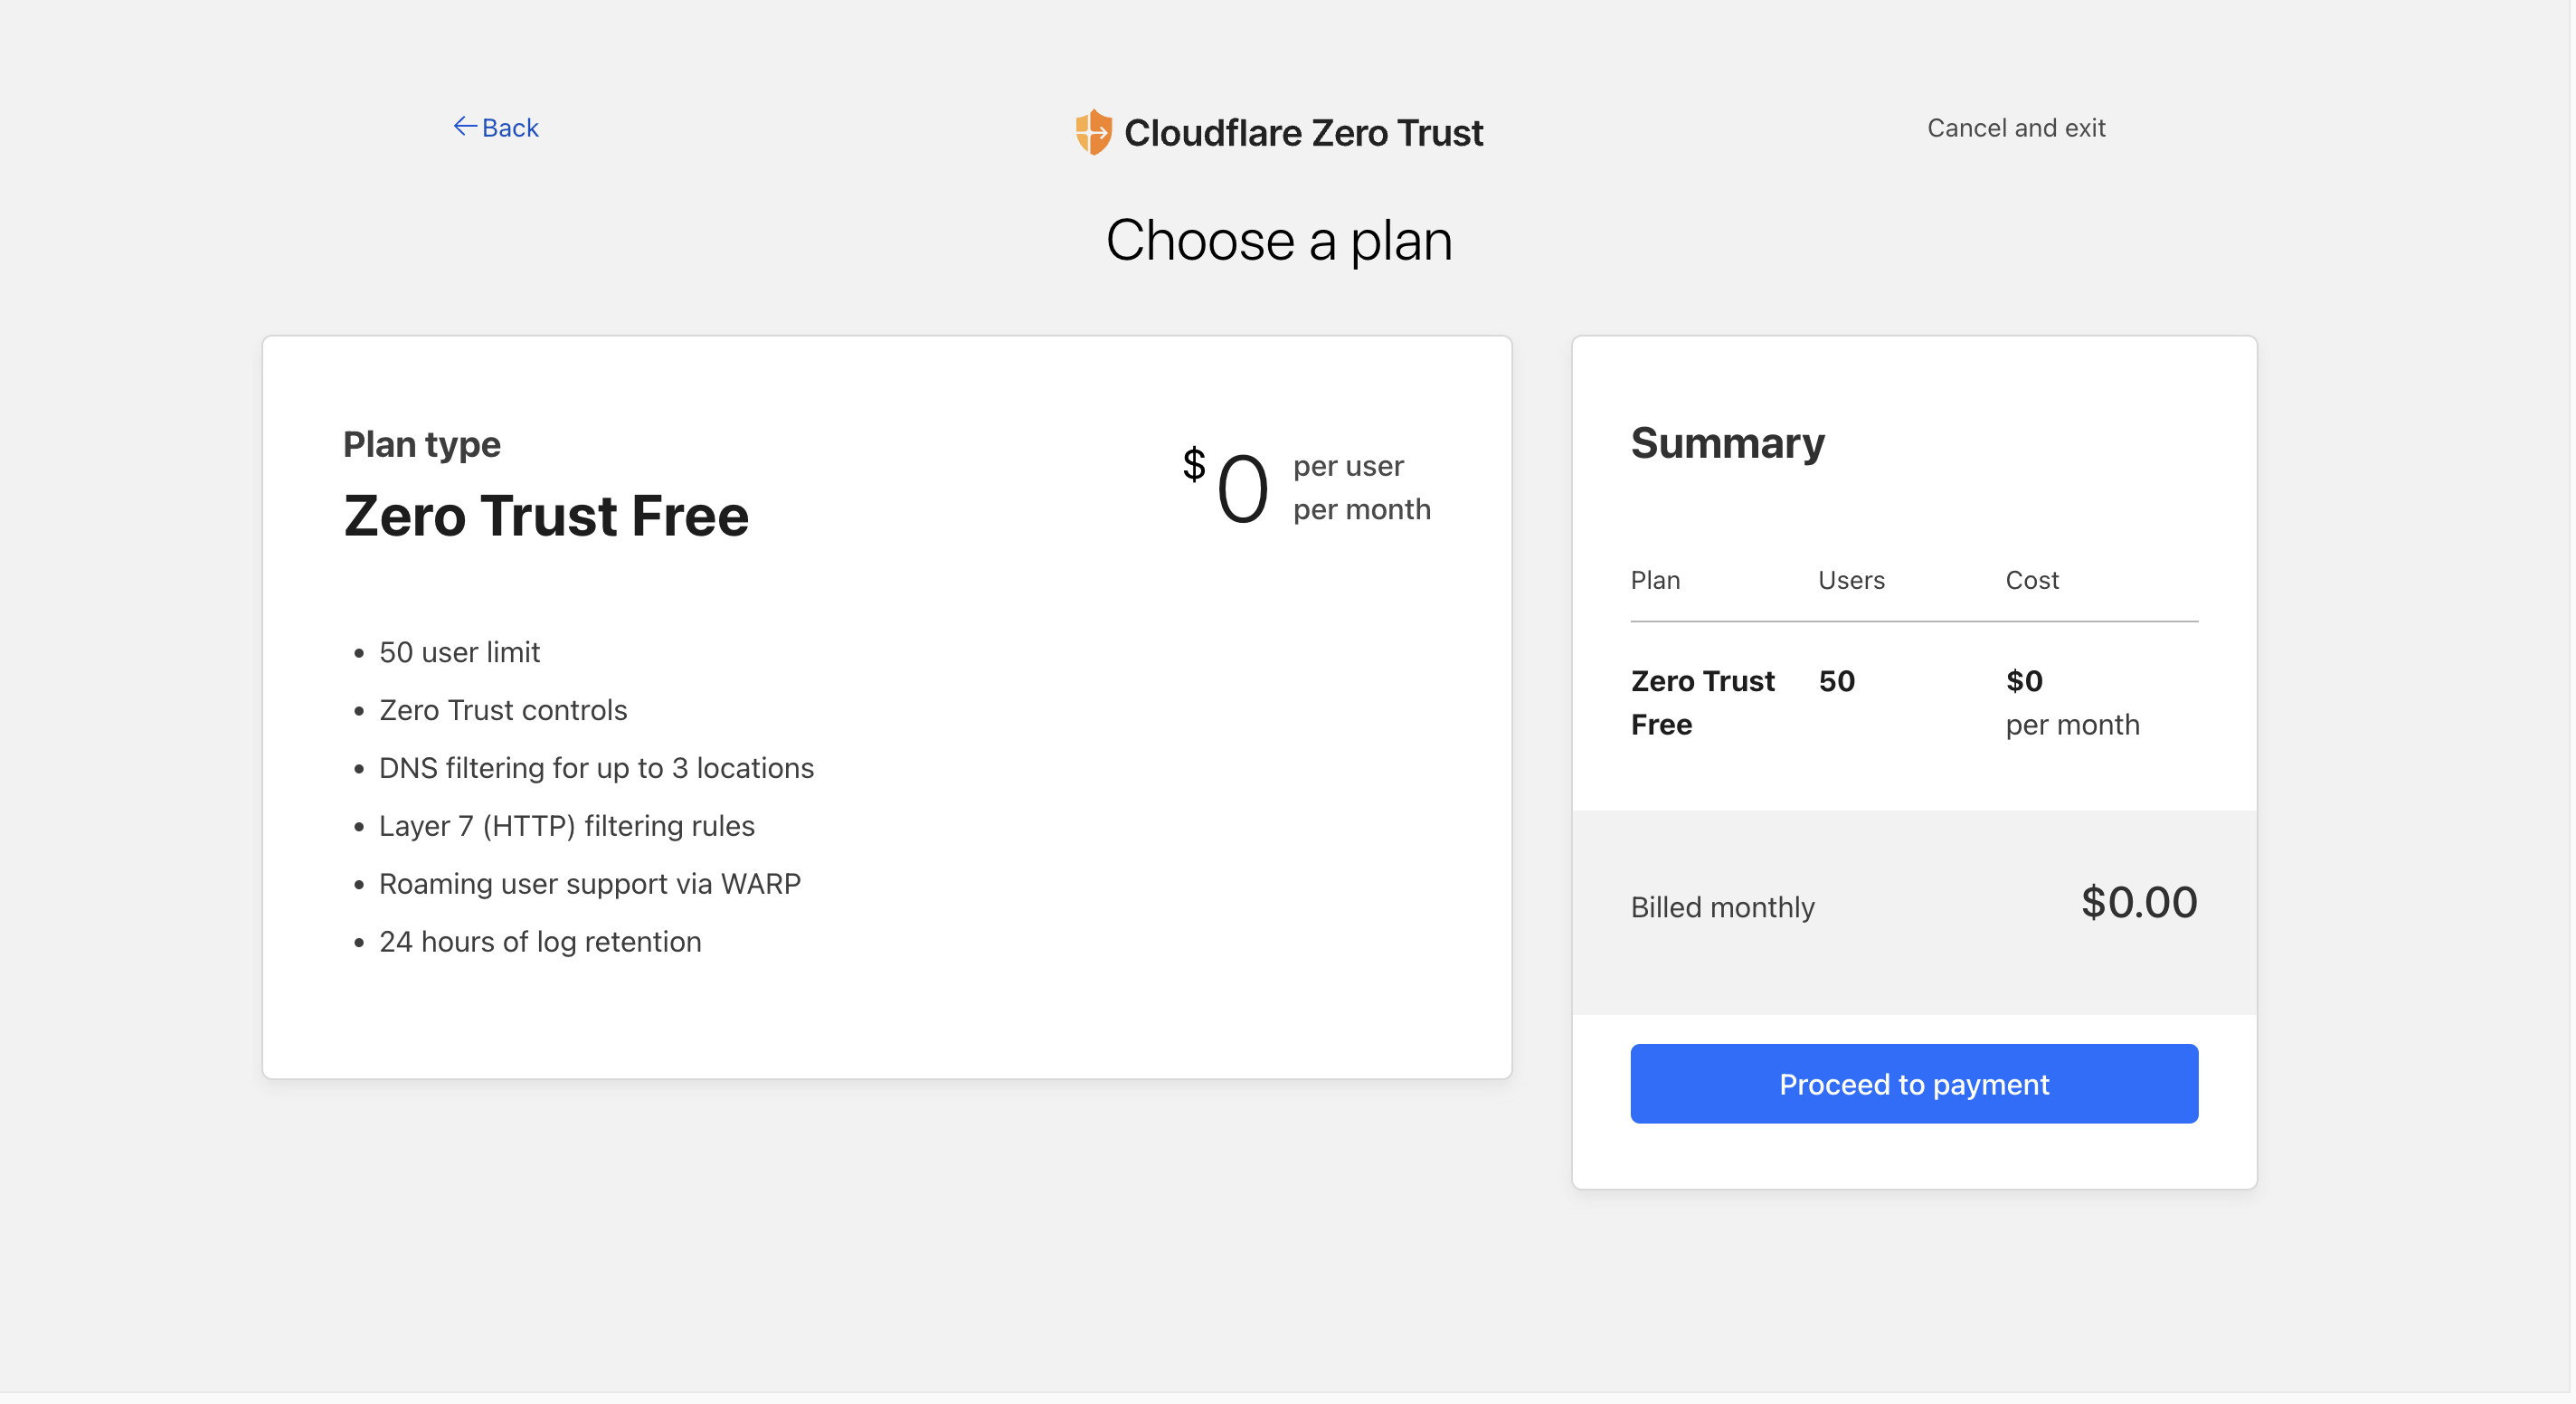 Back
Cloudflare Zero Trust
Cancel and exit
Choose a plan
Plan type
Zero Trust Free
$0 per user
per month
• 50 user limit
• Zero Trust controls
• DNS filtering for up to 3 locations
• Layer 7 (HTTP) filtering rules
• Roaming user support via WARP
• 24 hours of log retention
Summary
Plan Users Cost
Zero Trust 50 $0
Free per month
Billed monthly $0.00
Proceed to payment